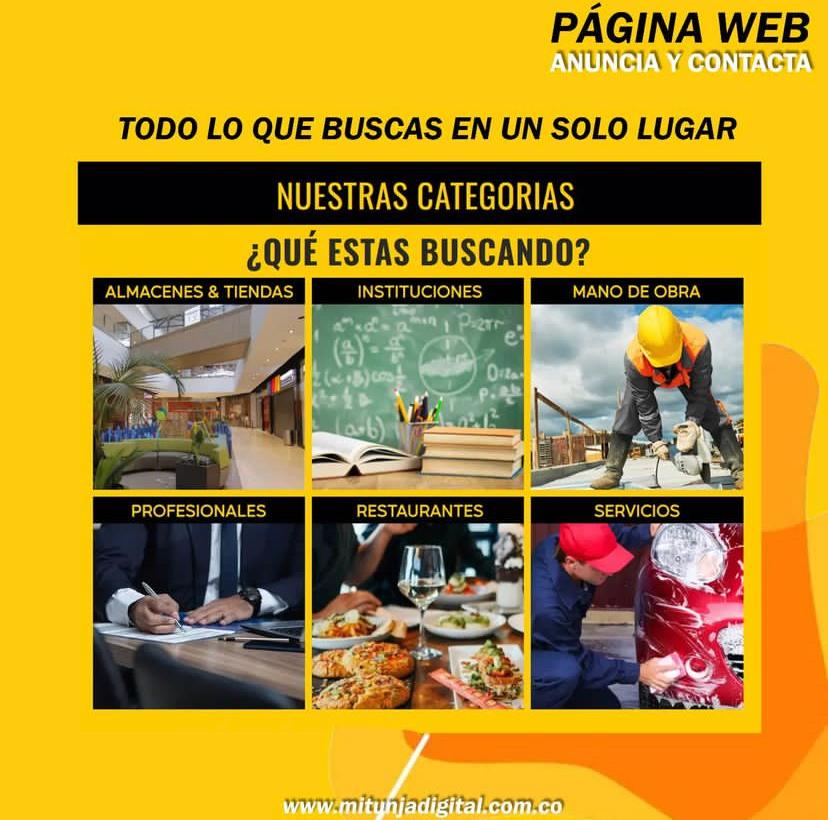 PÁGINA WEB
ANUNCIA Y CONTACTA
TODO LO QUE BUSCAS EN UN SOLO LUGAR
NUESTRAS CATEGORIAS
¿QUÉ ESTAS BUSCANDO?
ALMACENES & TIENDAS
INSTITUCIONES
MANO DE OBRA
PROFESIONALES
RESTAURANTES
SERVICIOS
www.mitunjadigital.com.co